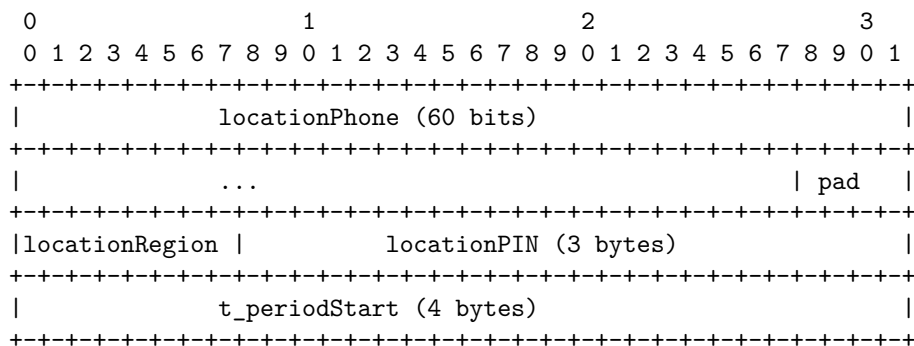 0                   1                   2                   3
 0 1 2 3 4 5 6 7 8 9 0 1 2 3 4 5 6 7 8 9 0 1 2 3 4 5 6 7 8 9 0 1
+-+-+-+-+-+-+-+-+-+-+-+-+-+-+-+-+-+-+-+-+-+-+-+-+-+-+-+-+-+-+-+-+
|             locationPhone (60 bits)                           |
+-+-+-+-+-+-+-+-+-+-+-+-+-+-+-+-+-+-+-+-+-+-+-+-+-+-+-+-+-+-+-+-+
|             ...                                       | pad   |
+-+-+-+-+-+-+-+-+-+-+-+-+-+-+-+-+-+-+-+-+-+-+-+-+-+-+-+-+-+-+-+-+
|locationRegion |          locationPIN (3 bytes)                |
+-+-+-+-+-+-+-+-+-+-+-+-+-+-+-+-+-+-+-+-+-+-+-+-+-+-+-+-+-+-+-+-+
|             t_periodStart (4 bytes)                           |
+-+-+-+-+-+-+-+-+-+-+-+-+-+-+-+-+-+-+-+-+-+-+-+-+-+-+-+-+-+-+-+-+